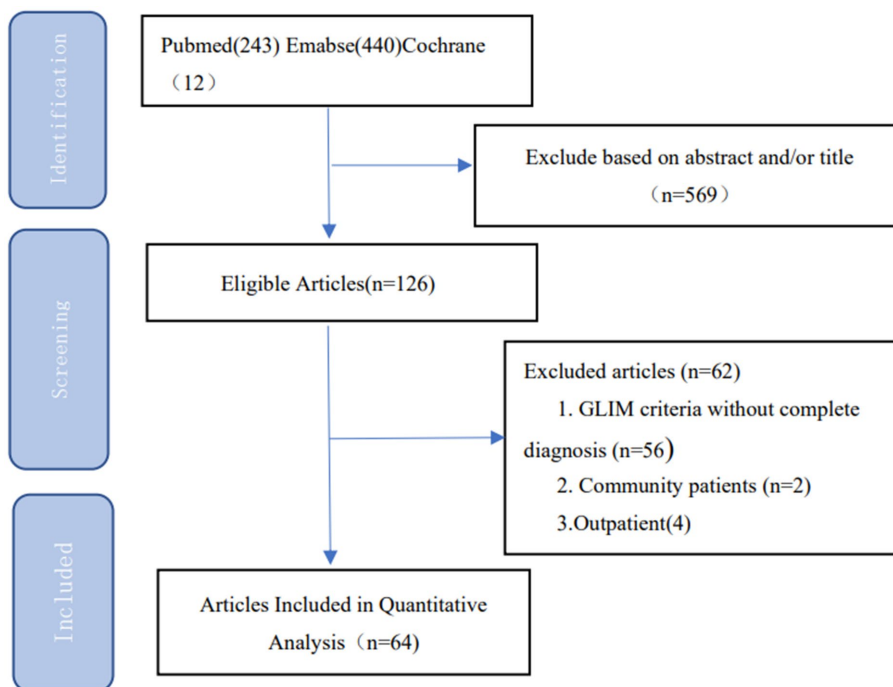 Identification
Pubmed(243) Emabse(440)Cochrane
（12）
Exclude based on abstract and/or title
（n=569）
Screening
Eligible Articles(n=126)
Excluded articles (n=62)
1. GLIM criteria without complete
diagnosis (n=56)
2. Community patients (n=2)
3.Outpatient(4)
Included
Articles Included in Quantitative
Analysis（n=64)